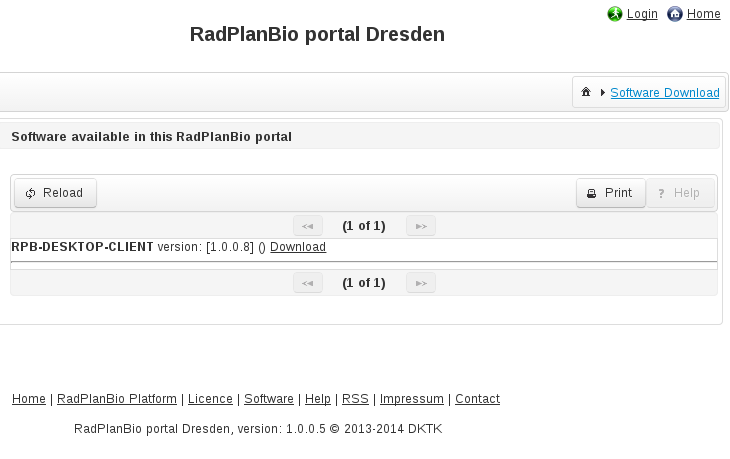 Login Home
RadPlanBio portal Dresden
Software Download
Software available in this RadPlanBio portal
Reload Print Help
(1 of 1)
RPB-DESKTOP-CLIENT version: [1.0.0.8] () Download
(1 of 1)
Home | RadPlanBio Platform | Licence | Software | Help | RSS | Impressum | Contact
RadPlanBio portal Dresden, version: 1.0.0.5 © 2013-2014 DKTK